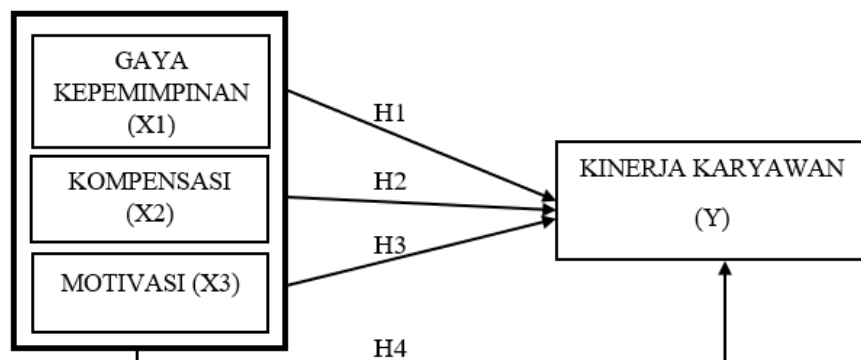 GAYA
KEPEMIMPINAN
(X1)
KOMPENSASI
(X2)
MOTIVASI (X3)
H1
H2
H3
H4
KINERJA KARYAWAN
(Y)